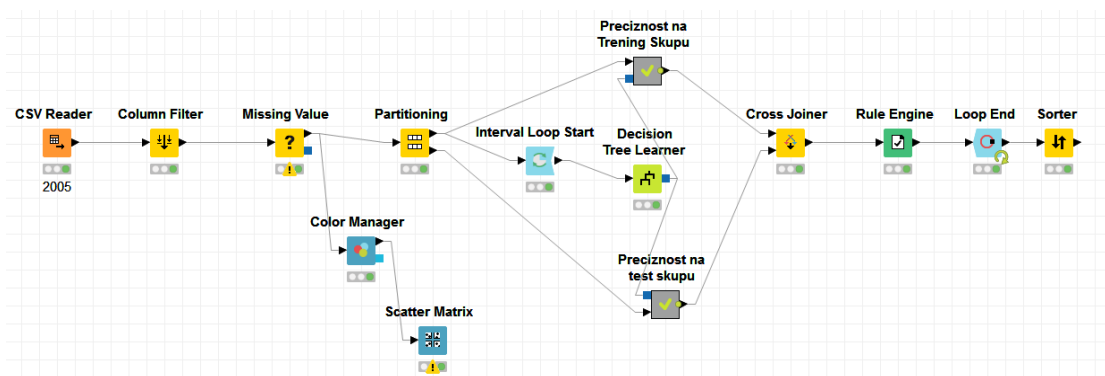 Preciznost na
Trening Skupu
CSV Reader
Column Filter
Missing Value
Partitioning
Interval Loop Start
Decision
Tree Learner
Cross Joiner
Rule Engine
Loop End
Sorter
2005
Color Manager
Preciznost na
test skupu
Scatter Matrix